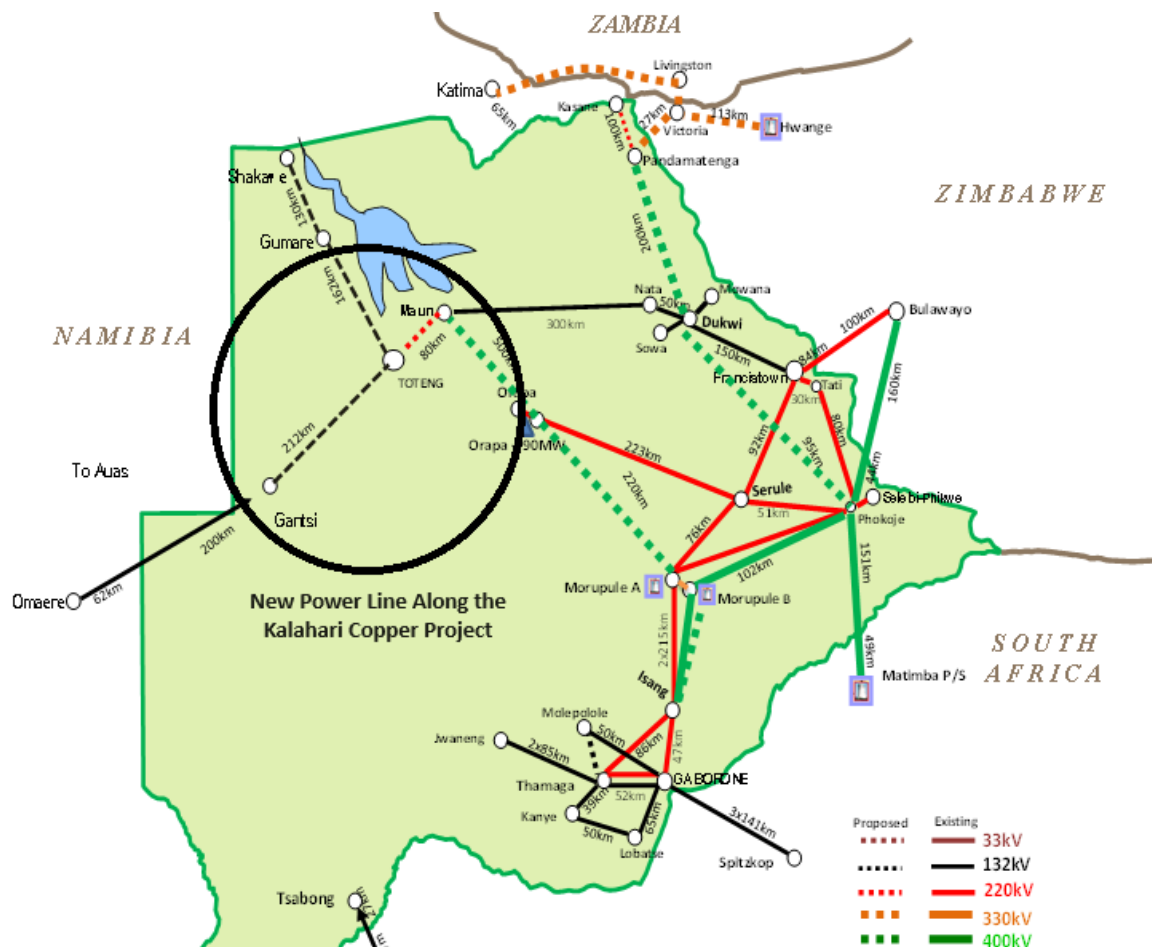 ZAMBIA
Livingston
Katima
65km
Kasane
100km
27km
Victoria
113km
Hwange
Pandamatenga
Shakawe
130km
Gumare
162km
ZIMBABWE
200km
NAMIBIA
Maun
300km
Nata
50km
Mowana
Dukwi
Sowa
150km
Bulawayo
100km
84km
Francistown
Tati
30km
80km
TOTENG
500km
Orapa
Orapa 90MW
160km
80km
92km
95km
223km
212km
To Auas
Gantsi
220km
Serule
51km
44km
Selebi-Phikwe
Phokoje
200km
62km
Omaere
76km
102km
151km
Morupule A
Morupule B
New Power Line Along the
Kalahari Copper Project
2x215km
49km
SOUTH
AFRICA
Matimba P/S
Isang
Molepolole
50km
86km
47km
Jwaneng
2x85km
Thamaga
GABORONE
52km
39km
Kanye
50km
65km
Lobatse
3x141km
Spitzkop
Tsabong
27km
m
Proposed
Existing
33kV
132kV
220kV
330kV
400kV